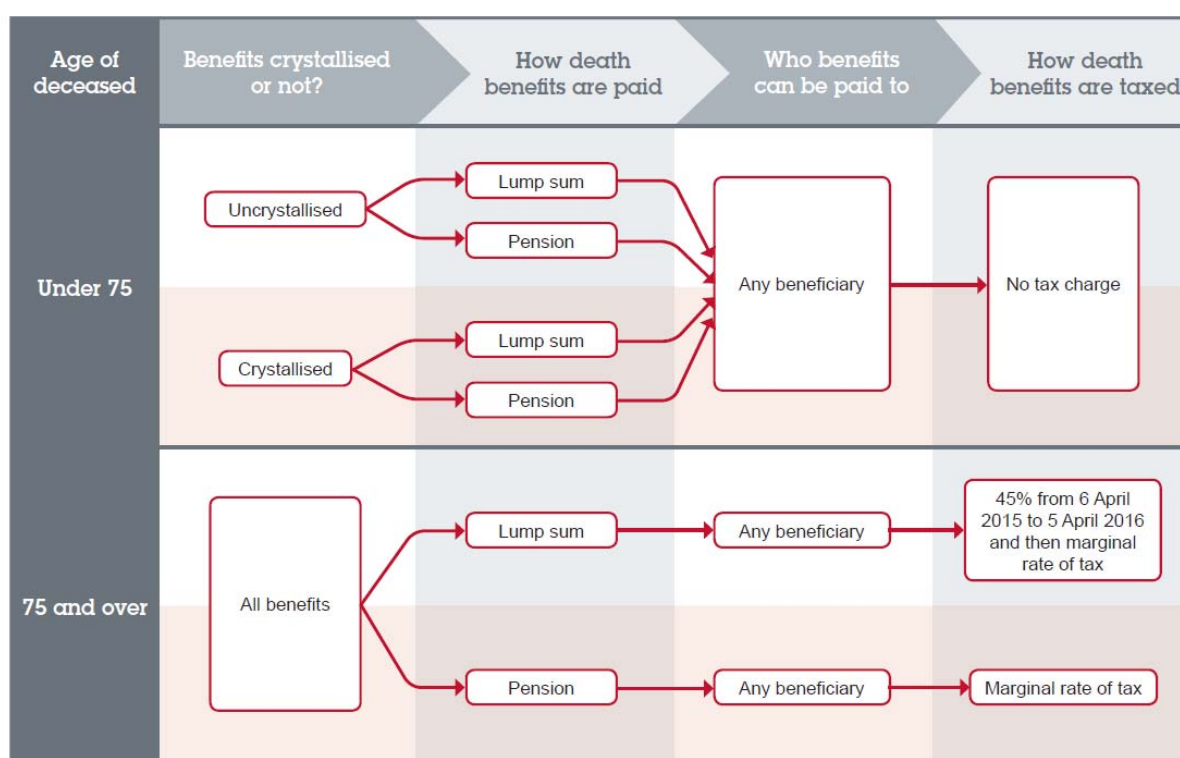 Age of
deceased
Benefits crystallised
or not?
How death
benefits are paid
Who benefits
can be paid to
How death
benefits are taxed
Under 75
Uncrystallised
Lump sum
Pension
Crystallised
Lump sum
Pension
Any beneficiary
No tax charge
75 and over
All benefits
Lump sum
Any beneficiary
45% from 6 April
2015 to 5 April 2016
and then marginal
rate of tax
Pension
Any beneficiary
Marginal rate of tax